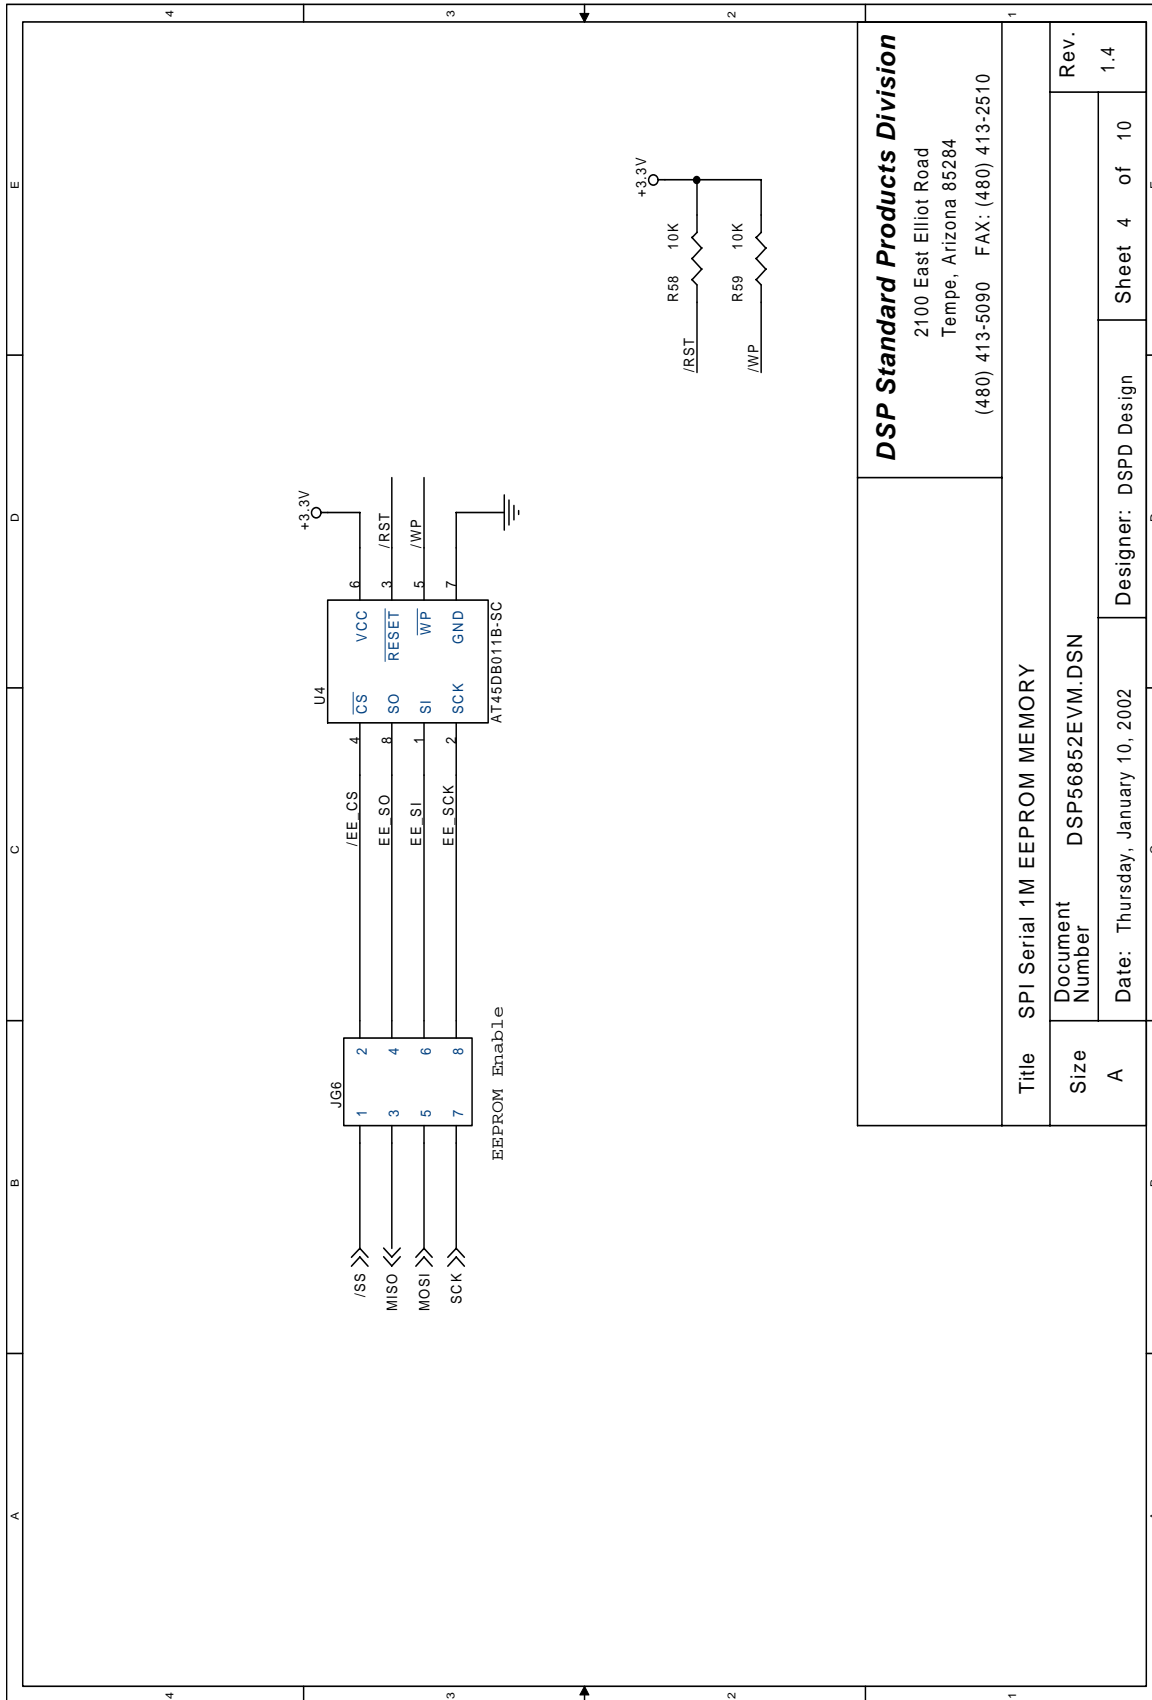 A
B
C
D
E
4
4
3
3
2
2
1
1
/SS
MISO
MOSI
SCK
JG6
1 2
3 4
5 6
7 8
EEPROM Enable
/EE_CS
EE_SO
EE_SI
EE_SCK
U4
4 CS VCC 6
8 SO RESET 3
1 SI WP 5
2 SCK GND 7
AT45DB011B-SC
+3.3V
/RST
/WP
+3.3V
/RST R58 10K
/WP R59 10K
DSP Standard Products Division
2100 East Elliot Road
Tempe, Arizona 85284
(480) 413-5090 FAX: (480) 413-2510
Title SPI Serial 1M EEPROM MEMORY
Size
A
Document
Number
DSP56852EVM.DSN
Rev.
1.4
Date: Thursday, January 10, 2002
Designer: DSPD Design
Sheet 4 of 10